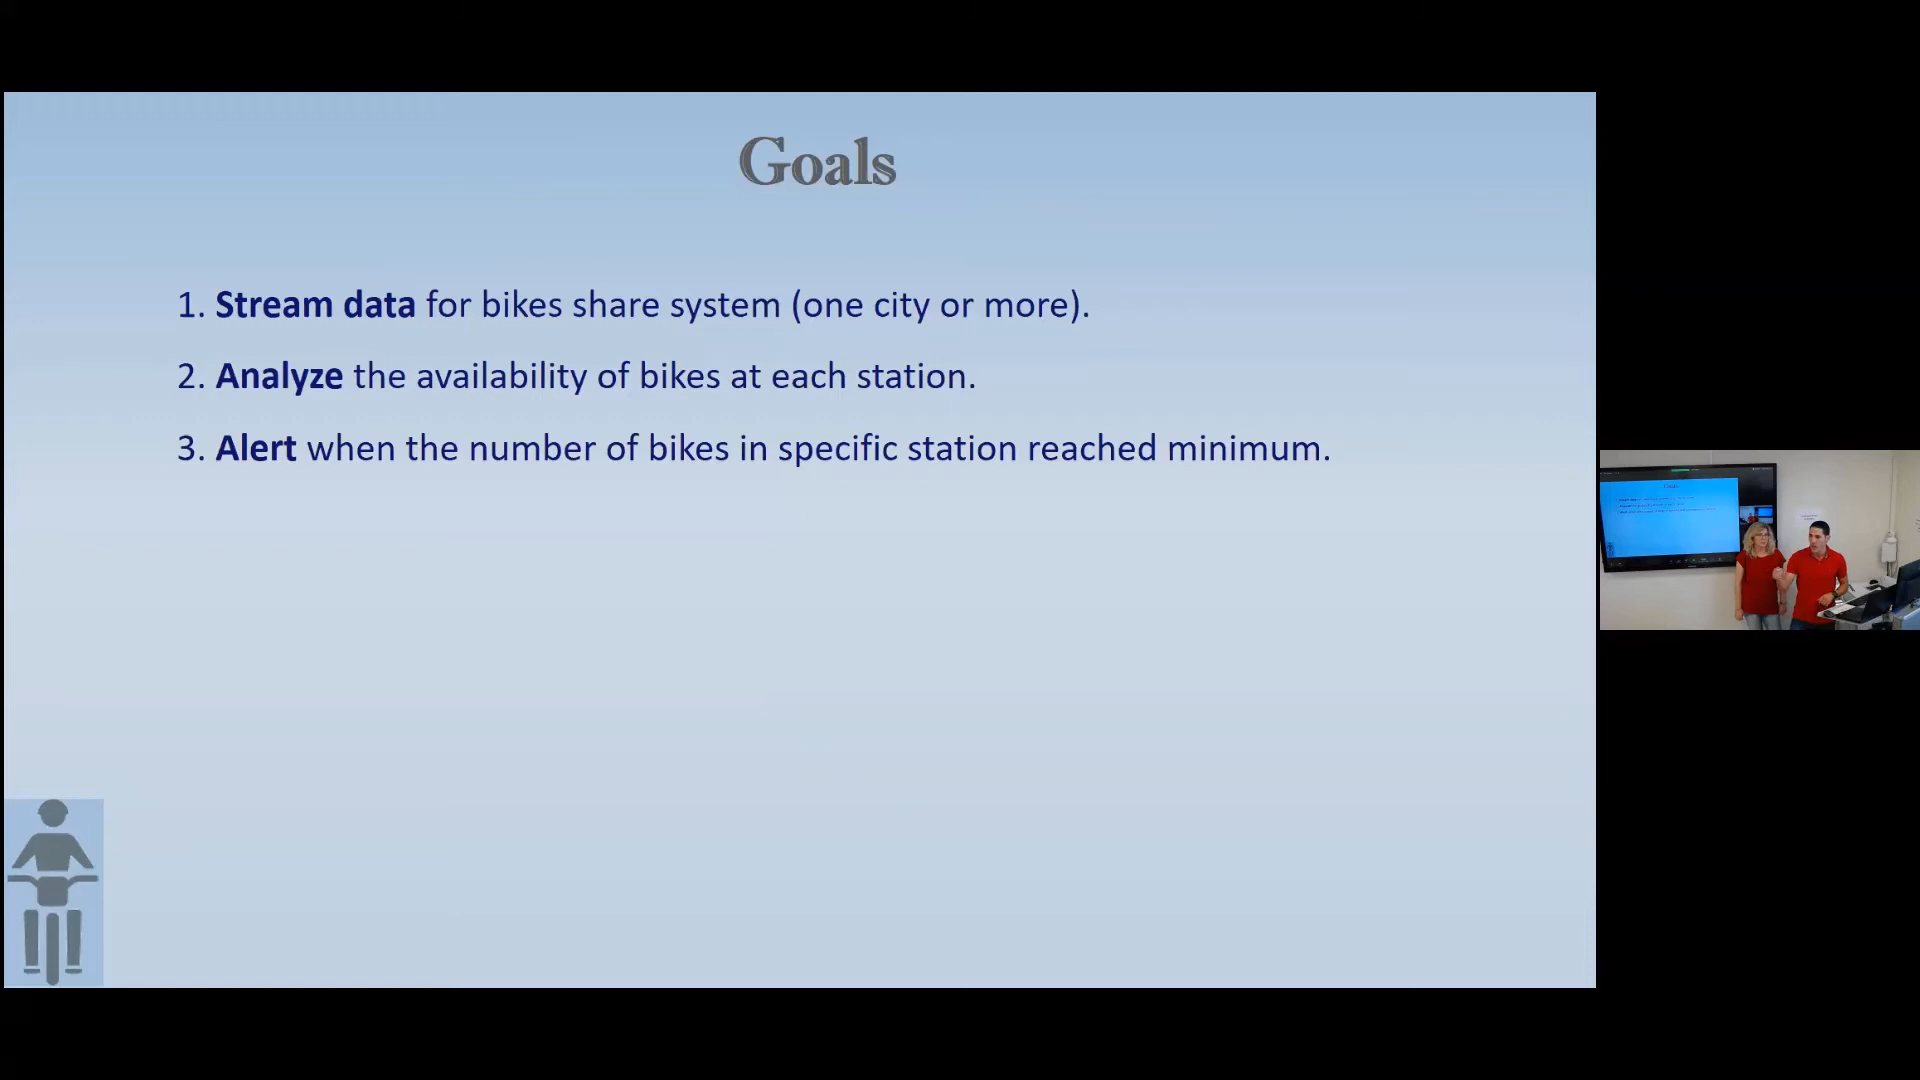 Goals
1. Stream data for bikes share system (one city or more).
2. Analyze the availability of bikes at each station.
3. Alert when the number of bikes in specific station reached minimum.